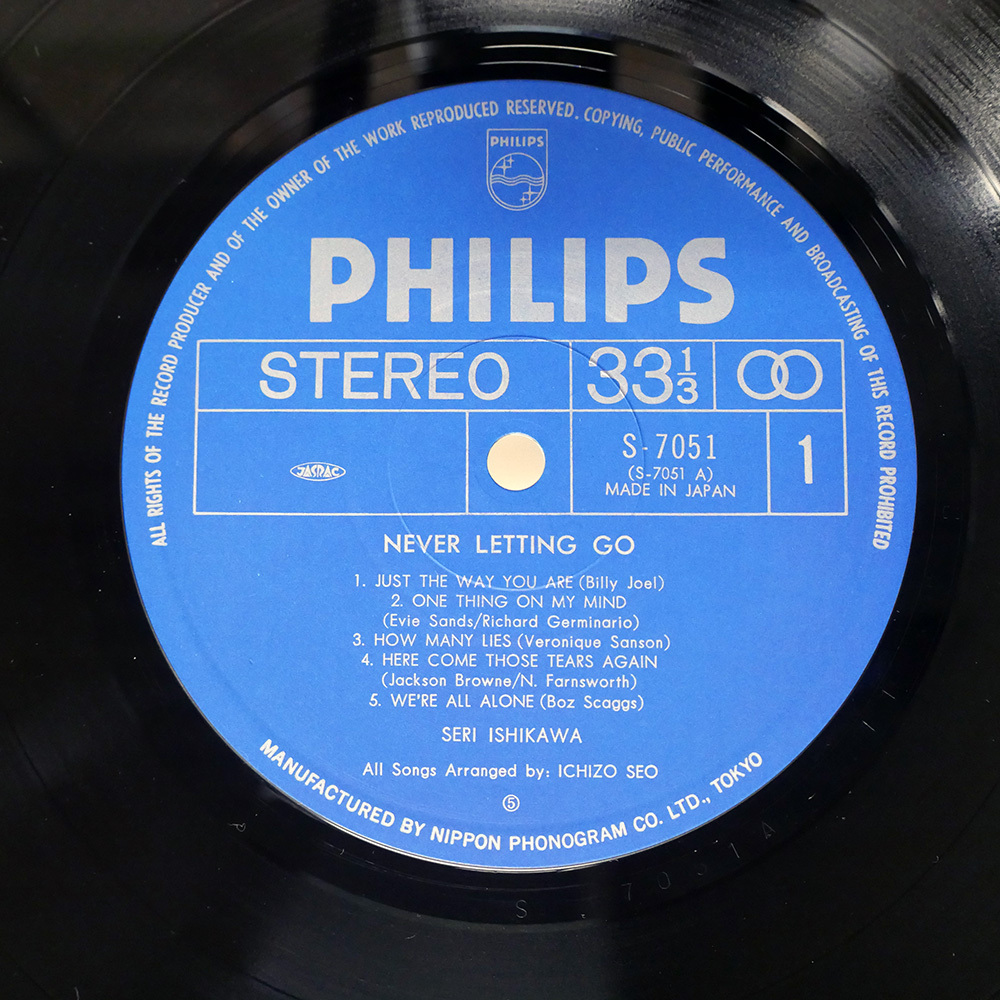 ALL RIGHTS OF THE RECORD PRODUCER AND OF THE OWNER OF THE WORK REPRODUCED RESERVED. COPYING, PUBLIC PERFORMANCE AND BROADCASTING OF THIS RECORD PROHIBITED
PHILIPS
PHILIPS
STEREO 33 1/3
JASRAC
S-7051 1
(S-7051 A)
MADE IN JAPAN
NEVER LETTING GO
1. JUST THE WAY YOU ARE (Billy Joel)
2. ONE THING ON MY MIND
(Evie Sands/Richard Germinario)
3. HOW MANY LIES (Veronique Sanson)
4. HERE COME THOSE TEARS AGAIN
(Jackson Browne/N. Farnsworth)
5. WE'RE ALL ALONE (Boz Scaggs)
SERI ISHIKAWA
All Songs Arranged by: ICHIZO SEO
⑤
MANUFACTURED BY NIPPON PHONOGRAM CO. LTD., TOKYO
S 7051A